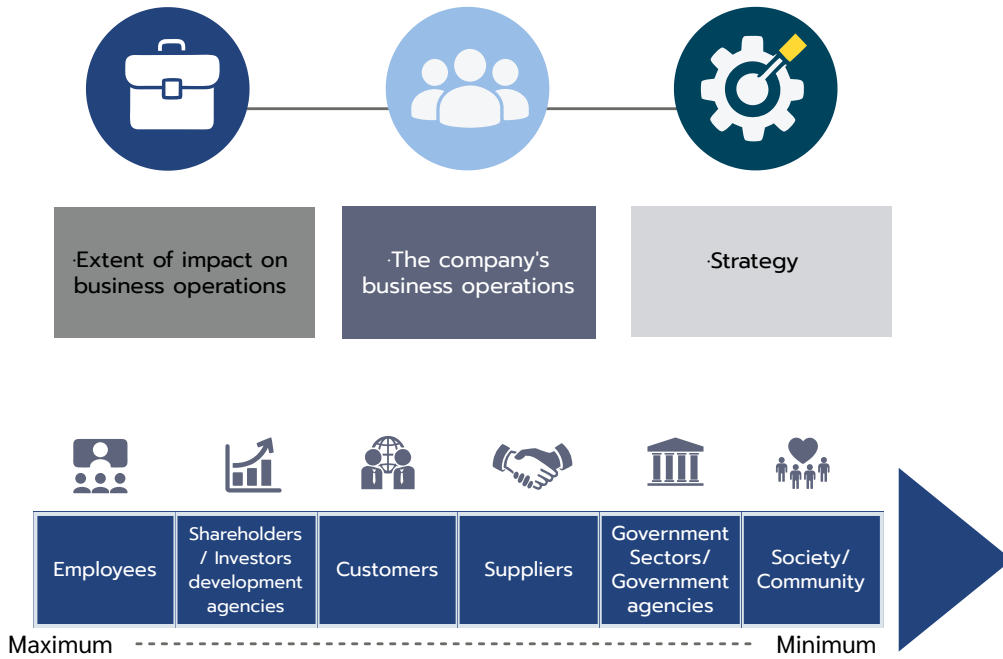 ·Extent of impact on
business operations
·The company's
business operations
·Strategy
Employees
Shareholders
/ Investors
development
agencies
Customers
Suppliers
Government
Sectors/
Government
agencies
Society/
Community
Maximum
Minimum